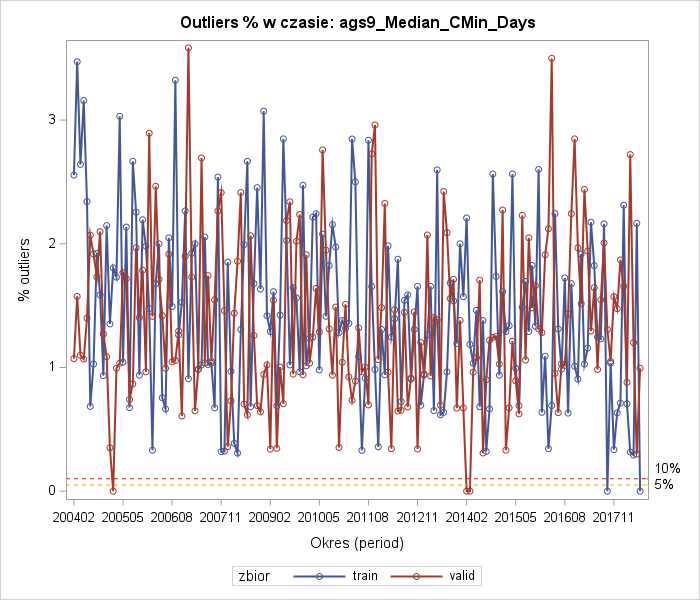 Outliers % w czasie: ags9_Median_CMin_Days
% outliers
3
2
1
0
10%
5%
200402 200505 200608 200711 200902 201005 201108 201211 201402 201505 201608 201711
Okres (period)
zbior train valid